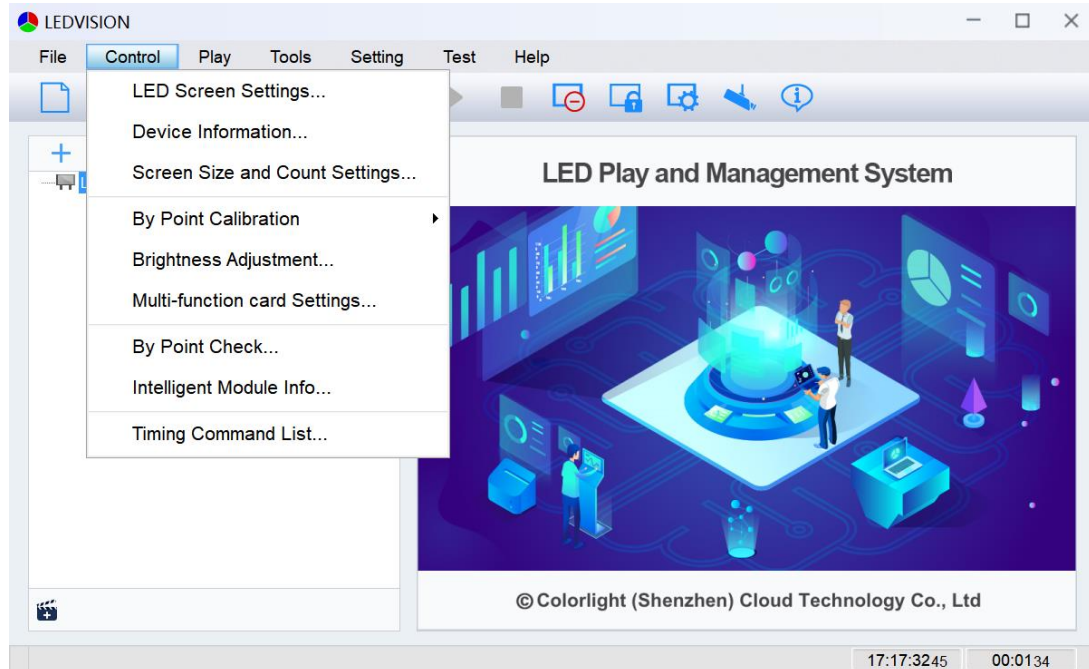 LEDVISION
File Control Play Tools Setting Test Help
LED Screen Settings...
Device Information...
Screen Size and Count Settings...
By Point Calibration
Brightness Adjustment...
Multi-function card Settings...
By Point Check...
Intelligent Module Info...
Timing Command List...
LED Play and Management System
© Colorlight (Shenzhen) Cloud Technology Co., Ltd
17:17:3245 00:0134